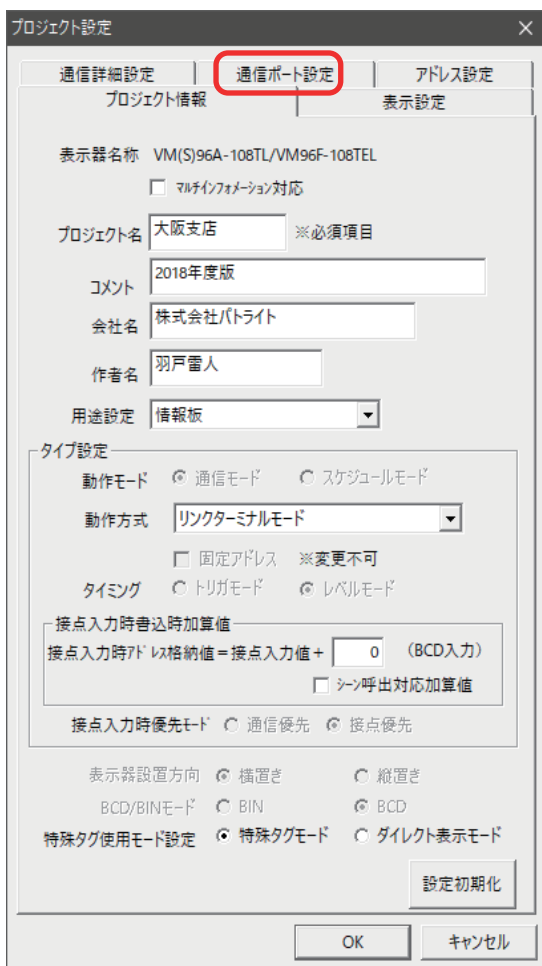 プロジェクト設定
通信詳細設定 通信ポート設定 アドレス設定
プロジェクト情報 表示設定
表示器名称 VM(S)96A-108TL/VM96F-108TEL
マルチインフォメーション対応
プロジェクト名 大阪支店 ※必須項目
コメント 2018年度版
会社名 株式会社パトライト
作者名 羽戸雷人
用途設定 情報板
タイプ設定
動作モード 通信モード スケジュールモード
動作方式 リンクターミナルモード
固定アドレス ※変更不可
タイミング トリガモード レベルモード
接点入力時書込時加算値
接点入力時アドレス格納値=接点入力値+ 0 (BCD入力)
シーン呼出対応加算値
接点入力時優先モード 通信優先 接点優先
表示器設置方向 横置き 縦置き
BCD/BINモード BIN BCD
特殊タグ使用モード設定 特殊タグモード ダイレクト表示モード
設定初期化
OK キャンセル